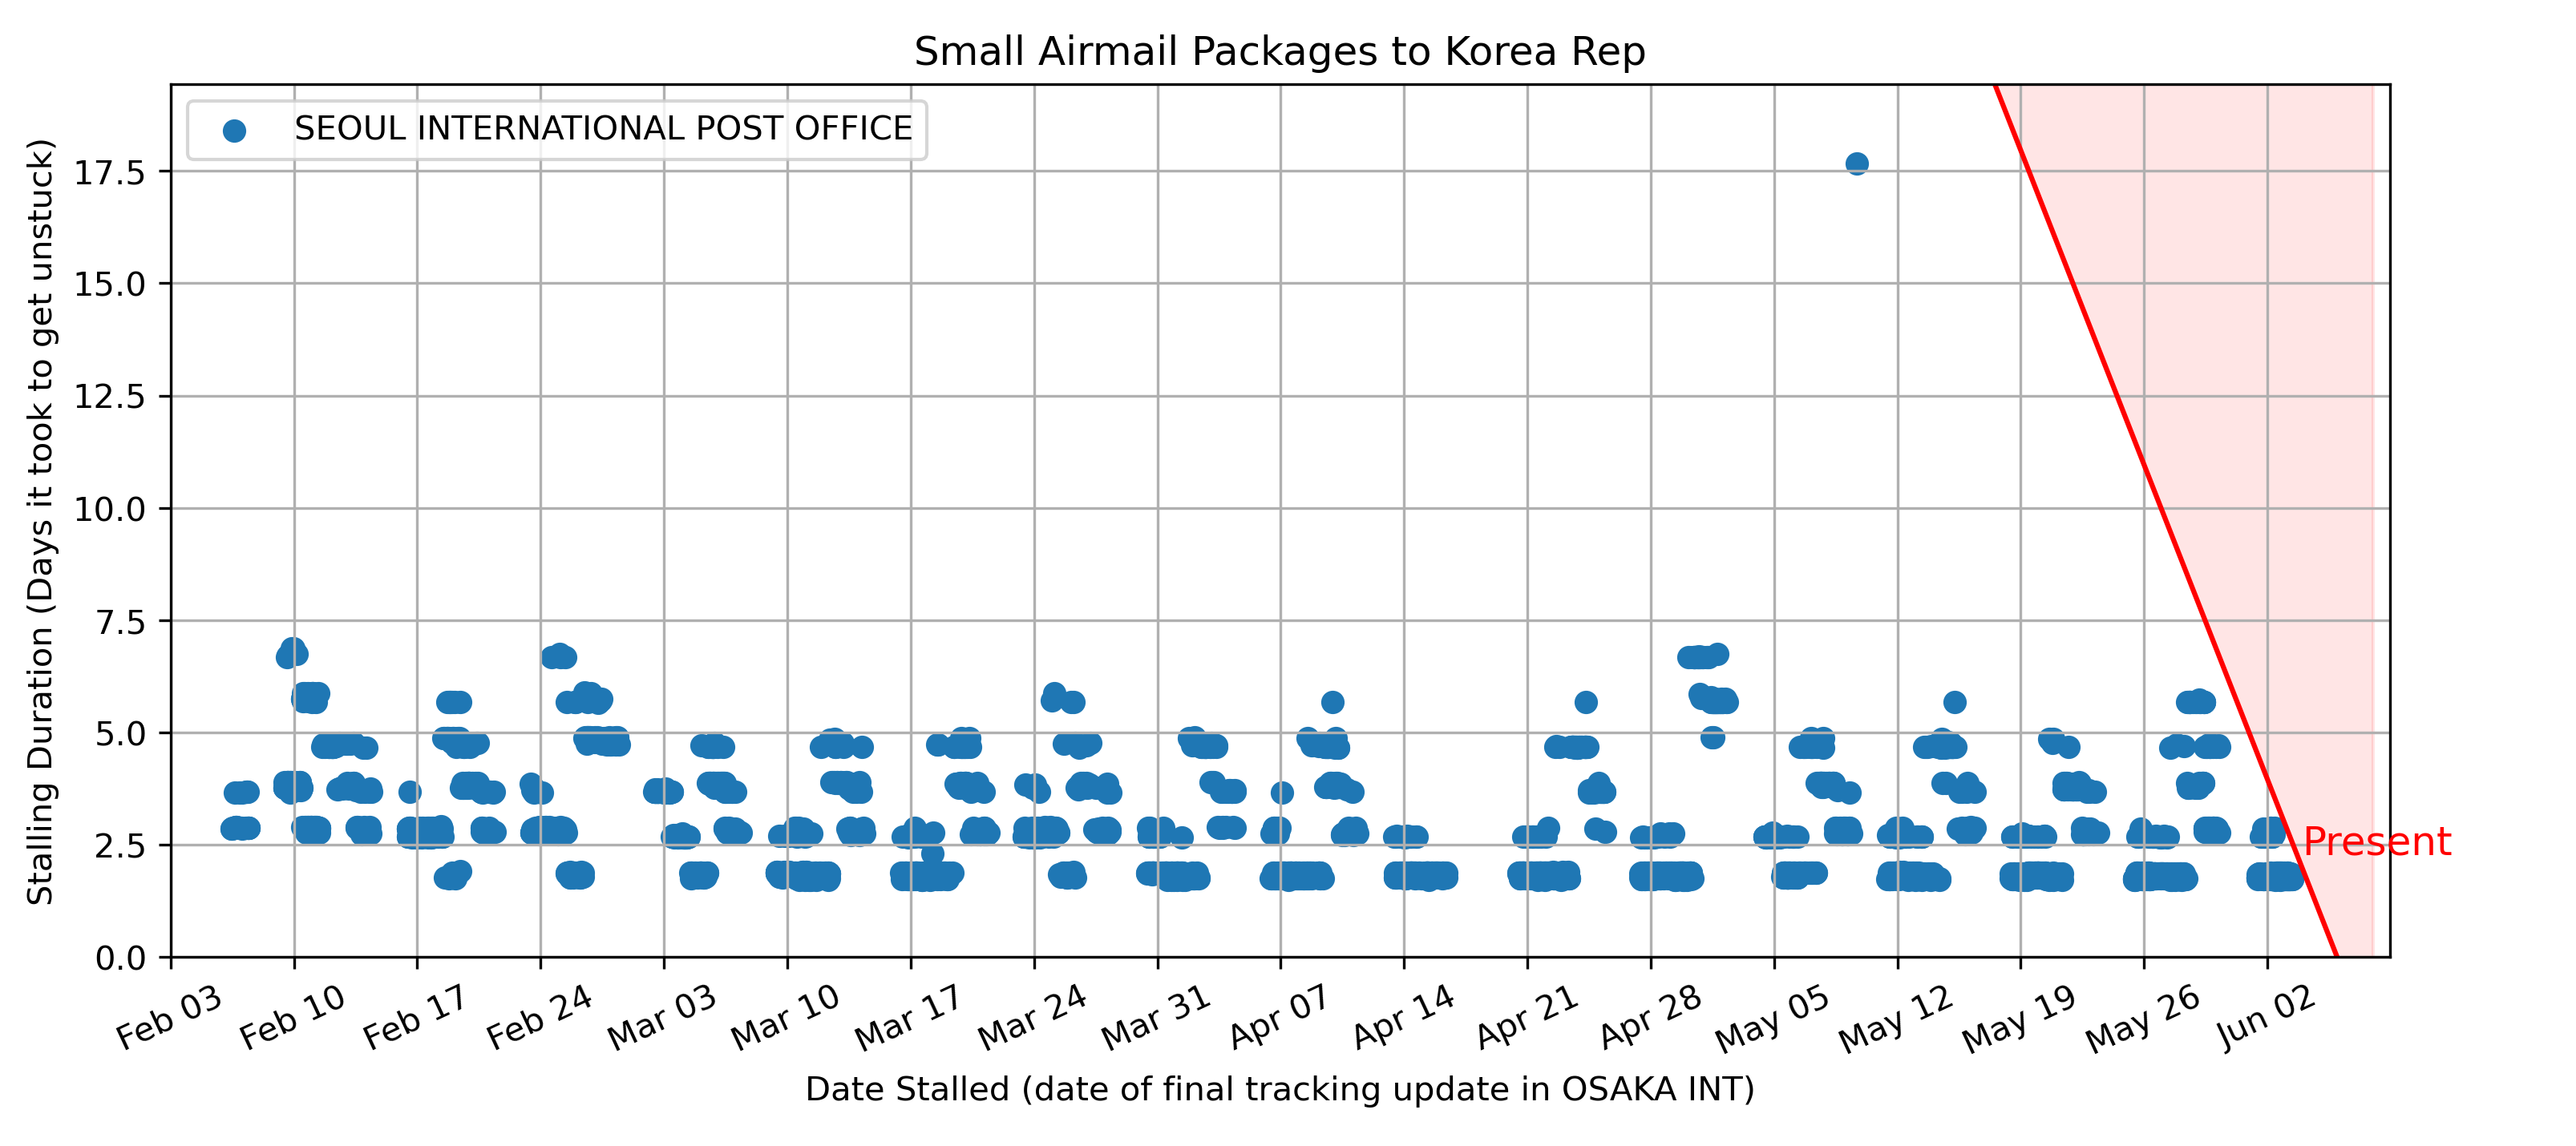 Small Airmail Packages to Korea Rep
SEOUL INTERNATIONAL POST OFFICE
Stalling Duration (Days it took to get unstuck)
17.5
15.0
12.5
10.0
7.5
5.0
2.5
0.0
Present
Feb 03
Feb 10
Feb 17
Feb 24
Mar 03
Mar 10
Mar 17
Mar 24
Mar 31
Apr 07
Apr 14
Apr 21
Apr 28
May 05
May 12
May 19
May 26
Jun 02
Date Stalled (date of final tracking update in OSAKA INT)